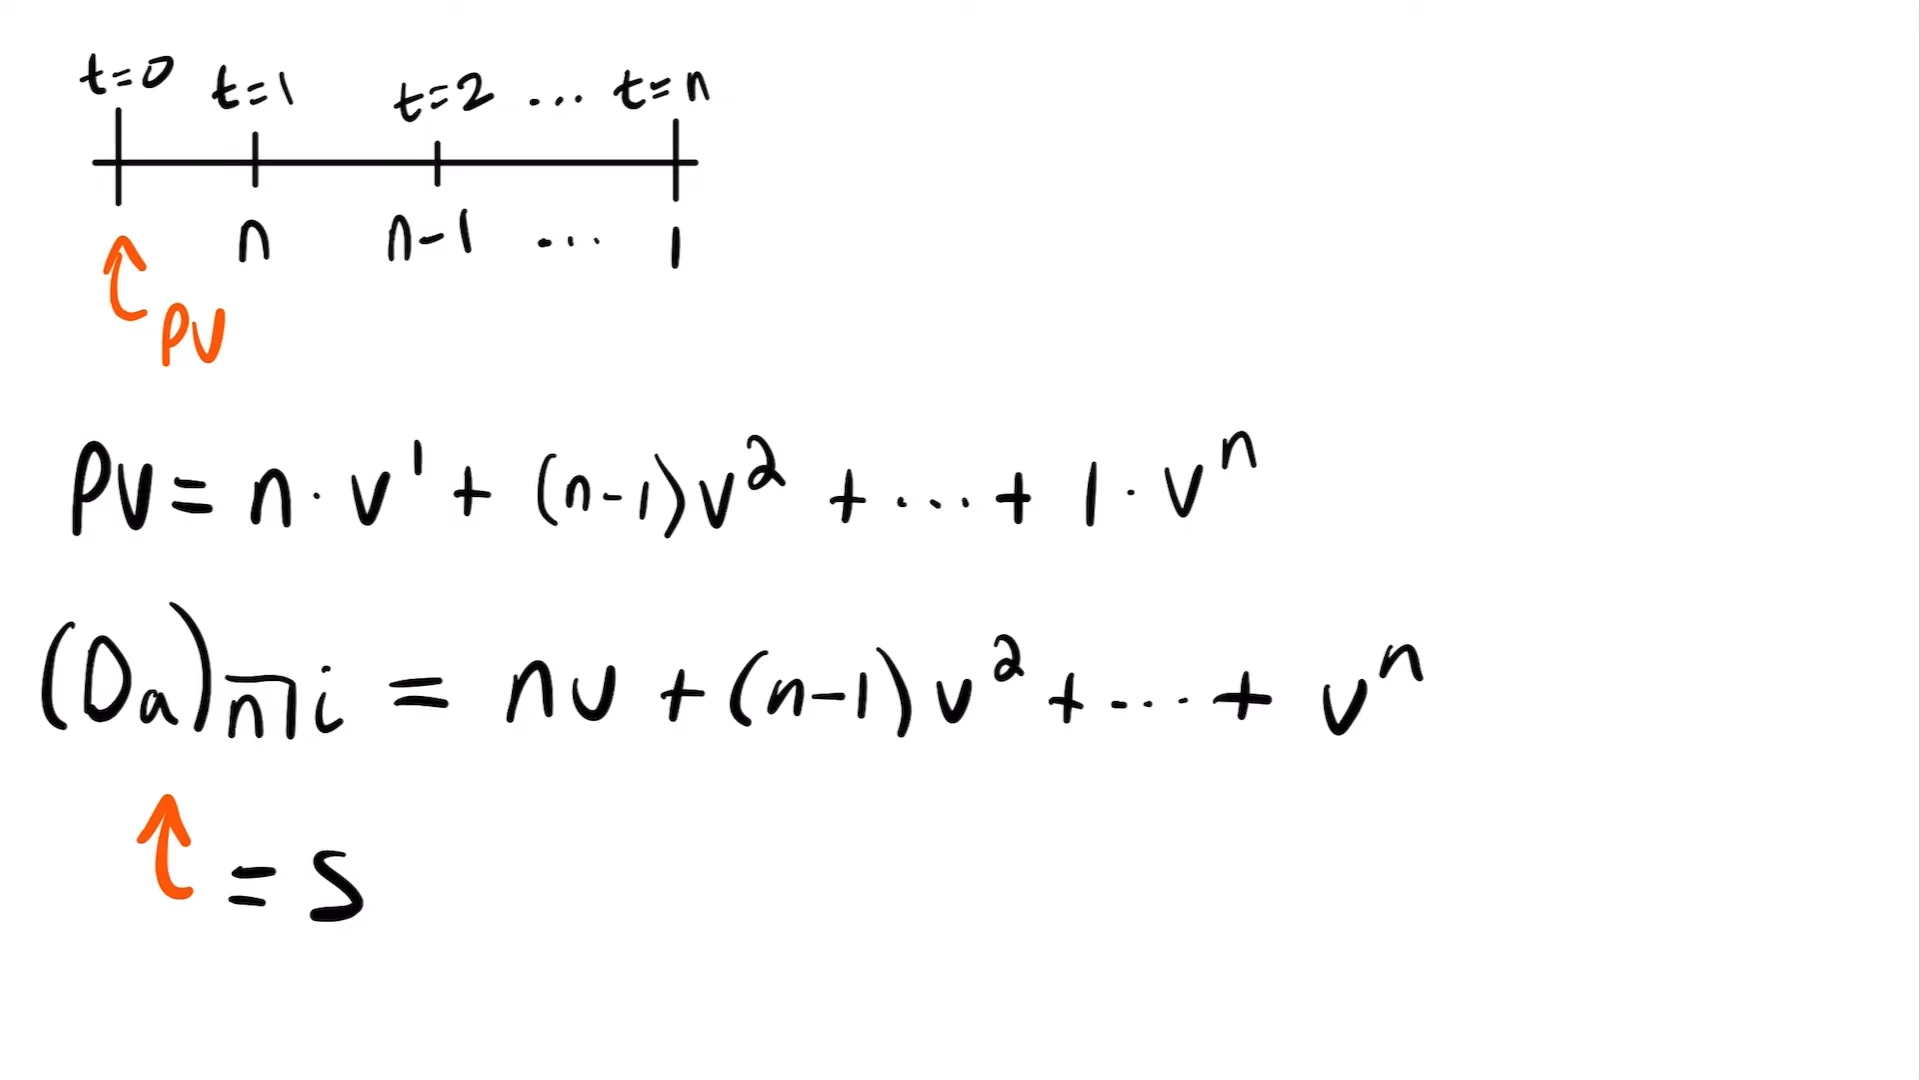 t=0 t=1 t=2 ... t=n
n n-1 ... 1
PV
PV = n · v¹ + (n-1)v² + ... + 1 · vⁿ
(Da)n̅|i = nv + (n-1)v² + ... + vⁿ
= S